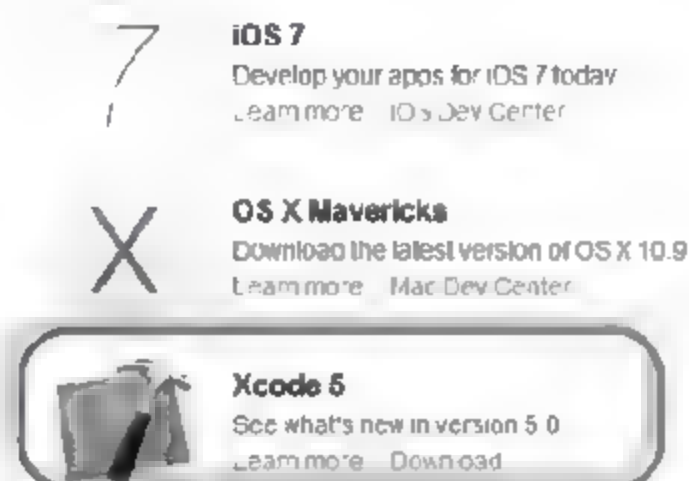 7
iOS 7
Develop your apps for iOS 7 today
Learn more iOS Dev Center
X
OS X Mavericks
Download the latest version of OS X 10.9
Learn more Mac Dev Center
Xcode 5
See what's new in version 5.0
Learn more Download